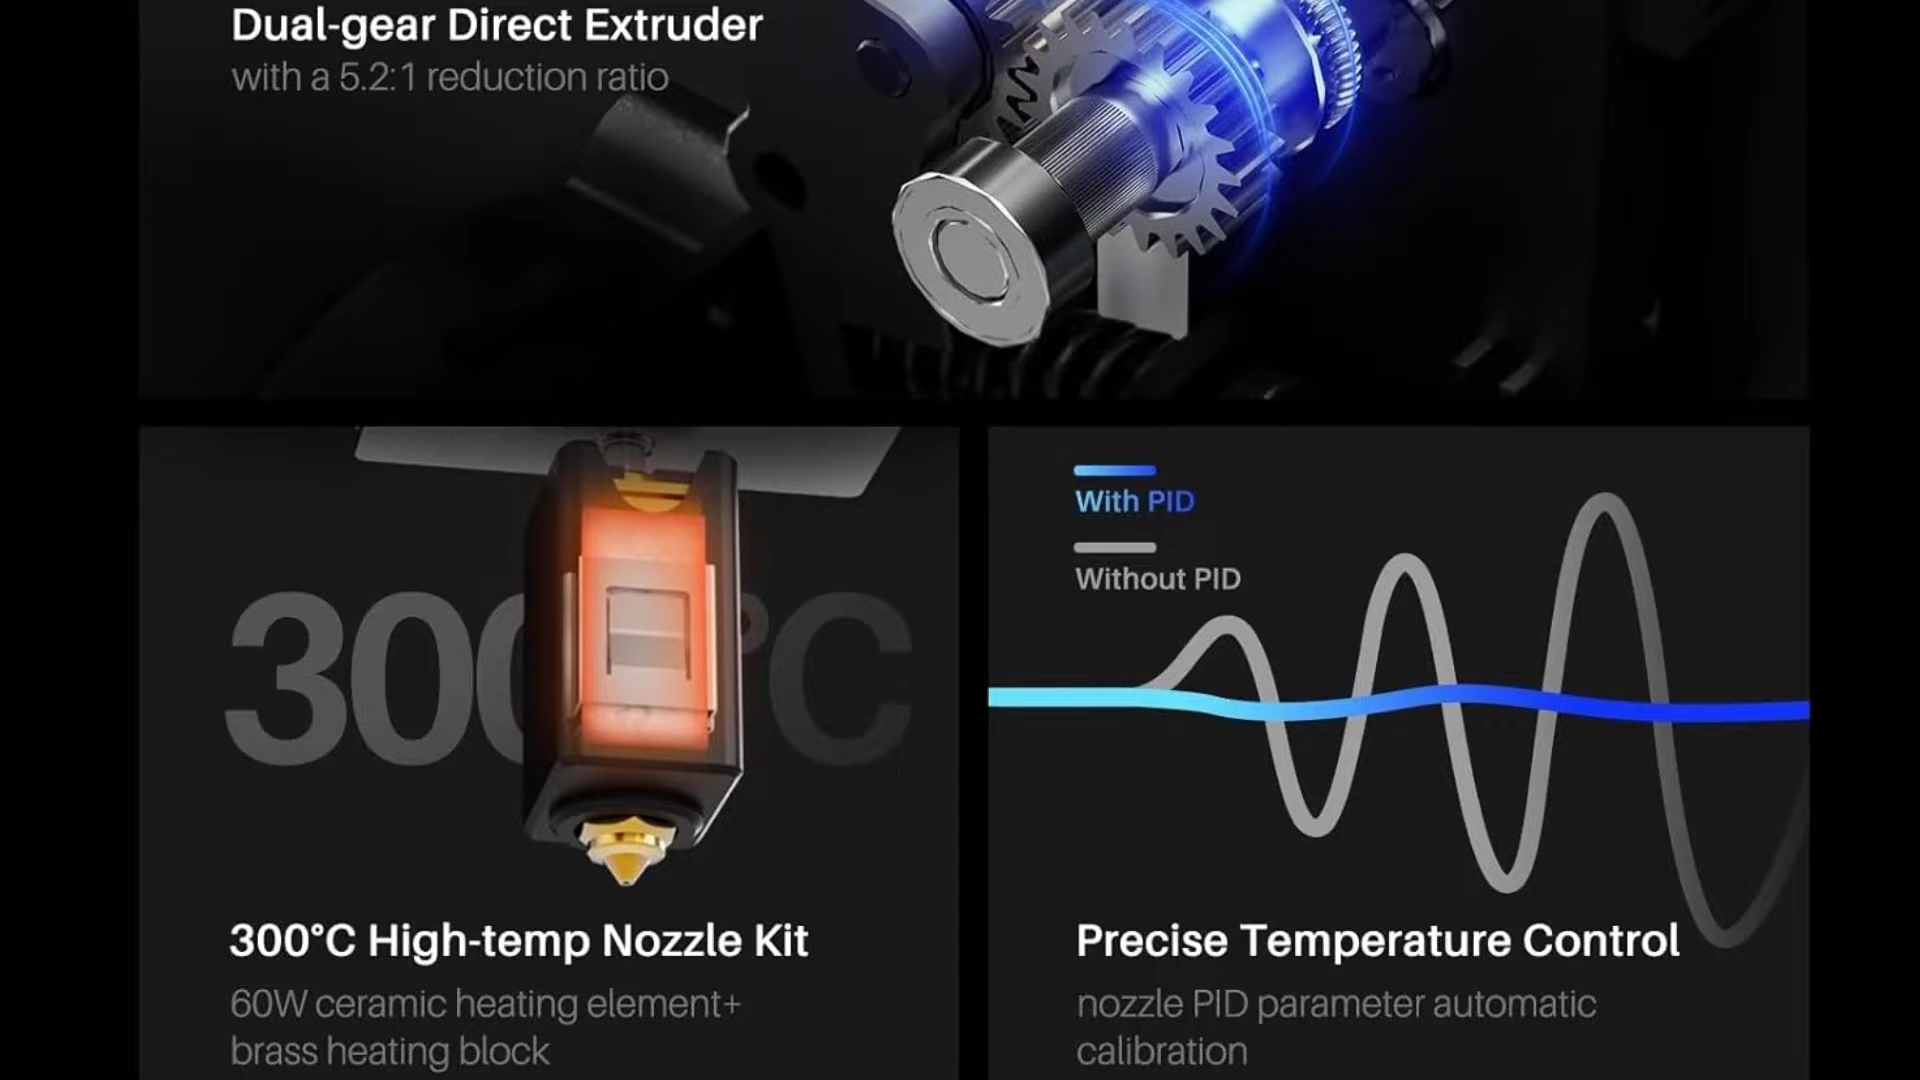 Dual-gear Direct Extruder
with a 5.2:1 reduction ratio
300°C
300°C High-temp Nozzle Kit
60W ceramic heating element+
brass heating block
With PID
Without PID
Precise Temperature Control
nozzle PID parameter automatic
calibration